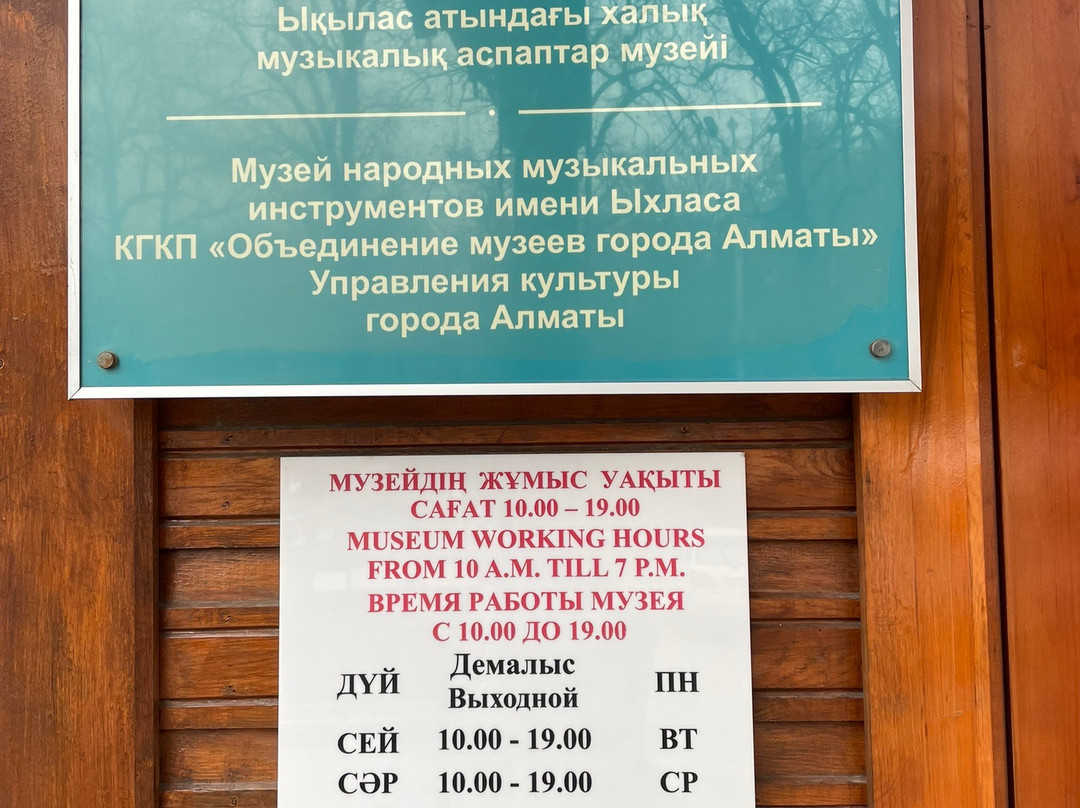 Ықылас атындағы халық
музыкалық аспаптар музейі
Музей народных музыкальных
инструментов имени Ыхласа
КГКП «Объединение музеев города Алматы»
Управления культуры
города Алматы
МУЗЕЙДІҢ ЖҰМЫС УАҚЫТЫ
САҒАТ 10.00 – 19.00
MUSEUM WORKING HOURS
FROM 10 A.M. TILL 7 P.M.
ВРЕМЯ РАБОТЫ МУЗЕЯ
С 10.00 ДО 19.00
ДҮЙ Демалыс ПН
Выходной
СЕЙ 10.00 - 19.00 ВТ
СӘР 10.00 - 19.00 СР